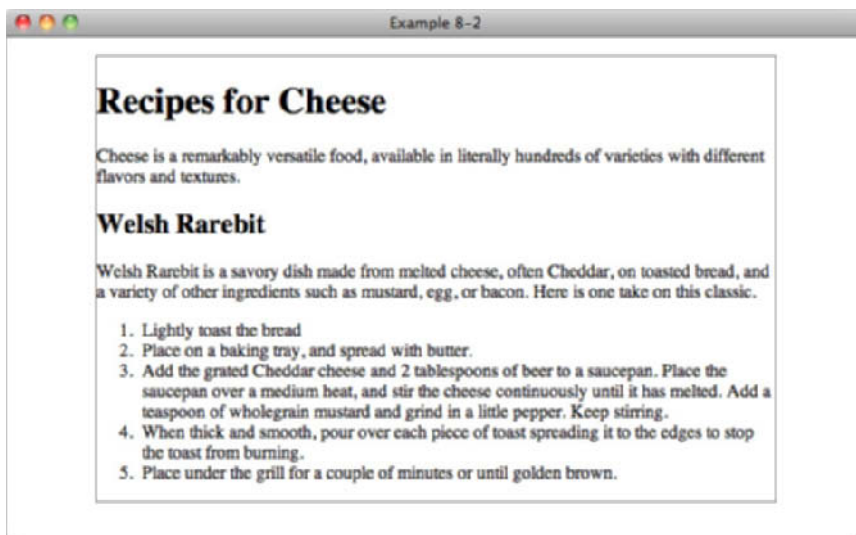 Example 8-2
Recipes for Cheese
Cheese is a remarkably versatile food, available in literally hundreds of varieties with different
flavors and textures.
Welsh Rarebit
Welsh Rarebit is a savory dish made from melted cheese, often Cheddar, on toasted bread, and
a variety of other ingredients such as mustard, egg, or bacon. Here is one take on this classic.
1. Lightly toast the bread
2. Place on a baking tray, and spread with butter.
3. Add the grated Cheddar cheese and 2 tablespoons of beer to a saucepan. Place the
saucepan over a medium heat, and stir the cheese continuously until it has melted. Add a
teaspoon of wholegrain mustard and grind in a little pepper. Keep stirring.
4. When thick and smooth, pour over each piece of toast spreading it to the edges to stop
the toast from burning.
5. Place under the grill for a couple of minutes or until golden brown.